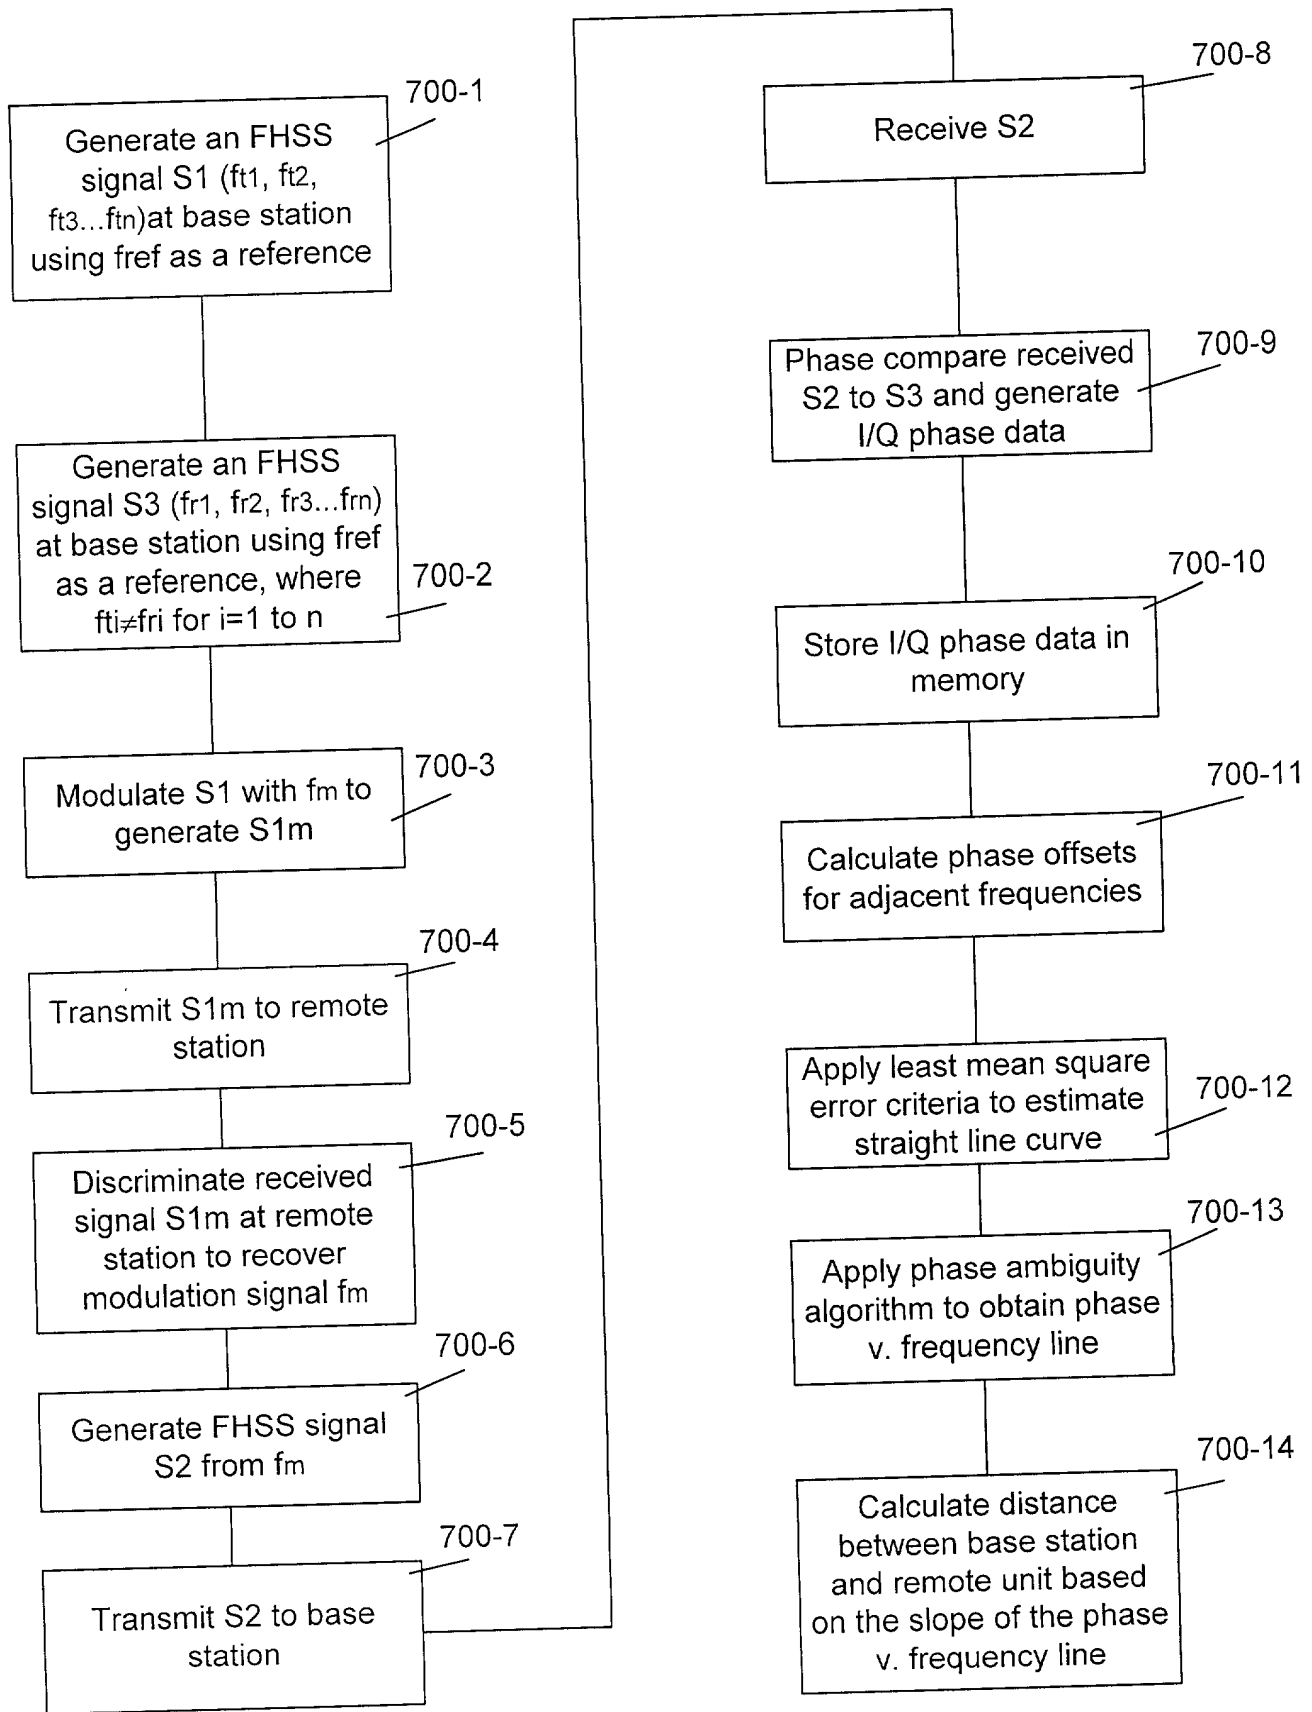 700-1
Generate an FHSS
signal S1 (ft1, ft2,
ft3...ftn)at base station
using fref as a reference
Generate an FHSS
signal S3 (fr1, fr2, fr3...frn)
at base station using fref
as a reference, where
fti≠fri for i=1 to n
700-2
700-3
Modulate S1 with fm to
generate S1m
700-4
Transmit S1m to remote
station
700-5
Discriminate received
signal S1m at remote
station to recover
modulation signal fm
700-6
Generate FHSS signal
S2 from fm
700-7
Transmit S2 to base
station
700-8
Receive S2
700-9
Phase compare received
S2 to S3 and generate
I/Q phase data
700-10
Store I/Q phase data in
memory
700-11
Calculate phase offsets
for adjacent frequencies
700-12
Apply least mean square
error criteria to estimate
straight line curve
700-13
Apply phase ambiguity
algorithm to obtain phase
v. frequency line
700-14
Calculate distance
between base station
and remote unit based
on the slope of the phase
v. frequency line